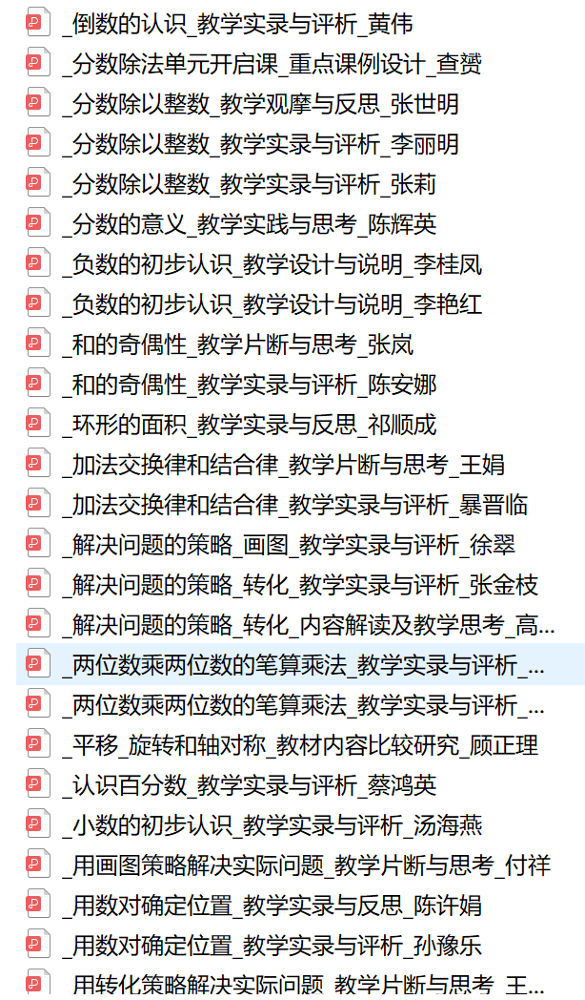 _倒数的认识_教学实录与评析_黄伟
_分数除法单元开启课_重点课例设计_查赟
_分数除以整数_教学观摩与反思_张世明
_分数除以整数_教学实录与评析_李丽明
_分数除以整数_教学实录与评析_张莉
_分数的意义_教学实践与思考_陈辉英
_负数的初步认识_教学设计与说明_李桂凤
_负数的初步认识_教学设计与说明_李艳红
_和的奇偶性_教学片断与思考_张岚
_和的奇偶性_教学实录与评析_陈安娜
_环形的面积_教学实录与反思_祁顺成
_加法交换律和结合律_教学片断与思考_王娟
_加法交换律和结合律_教学实录与评析_暴晋临
_解决问题的策略_画图_教学实录与评析_徐翠
_解决问题的策略_转化_教学实录与评析_张金枝
_解决问题的策略_转化_内容解读及教学思考_高...
_两位数乘两位数的笔算乘法_教学实录与评析_...
_两位数乘两位数的笔算乘法_教学实录与评析_...
_平移_旋转和轴对称_教材内容比较研究_顾正理
_认识百分数_教学实录与评析_蔡鸿英
_小数的初步认识_教学实录与评析_汤海燕
_用画图策略解决实际问题_教学片断与思考_付祥
_用数对确定位置_教学实录与反思_陈许娟
_用数对确定位置_教学实录与评析_孙豫乐
_用转化策略解决实际问题_教学片断与思考_王...